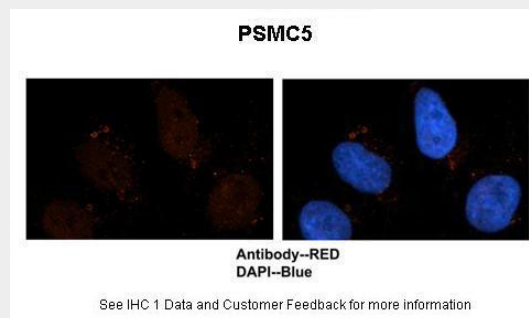 PSMC5
Antibody--RED
DAPI--Blue
See IHC 1 Data and Customer Feedback for more information